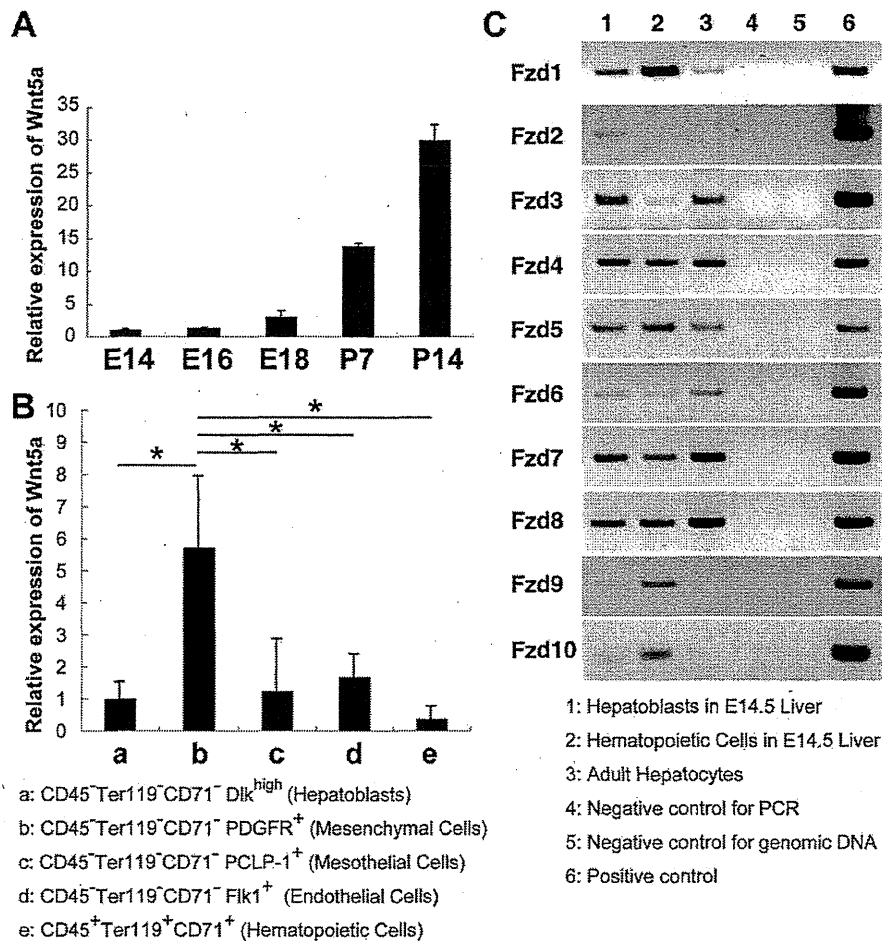 A
Relative expression of Wnt5a
35
30
25
20
15
10
5
0
E14 E16 E18 P7 P14
B
Relative expression of Wnt5a
10
9
8
7
6
5
4
3
2
1
0
* * * *
a b c d e
a: CD45⁻Ter119⁻CD71⁻ Dlk^high (Hepatoblasts)
b: CD45⁻Ter119⁻CD71⁻ PDGFR⁺ (Mesenchymal Cells)
c: CD45⁻Ter119⁻CD71⁻ PCLP-1⁺ (Mesothelial Cells)
d: CD45⁻Ter119⁻CD71⁻ Flk1⁺ (Endothelial Cells)
e: CD45⁺Ter119⁺CD71⁺ (Hematopoietic Cells)
C
1 2 3 4 5 6
Fzd1
Fzd2
Fzd3
Fzd4
Fzd5
Fzd6
Fzd7
Fzd8
Fzd9
Fzd10
1: Hepatoblasts in E14.5 Liver
2: Hematopoietic Cells in E14.5 Liver
3: Adult Hepatocytes
4: Negative control for PCR
5: Negative control for genomic DNA
6: Positive control